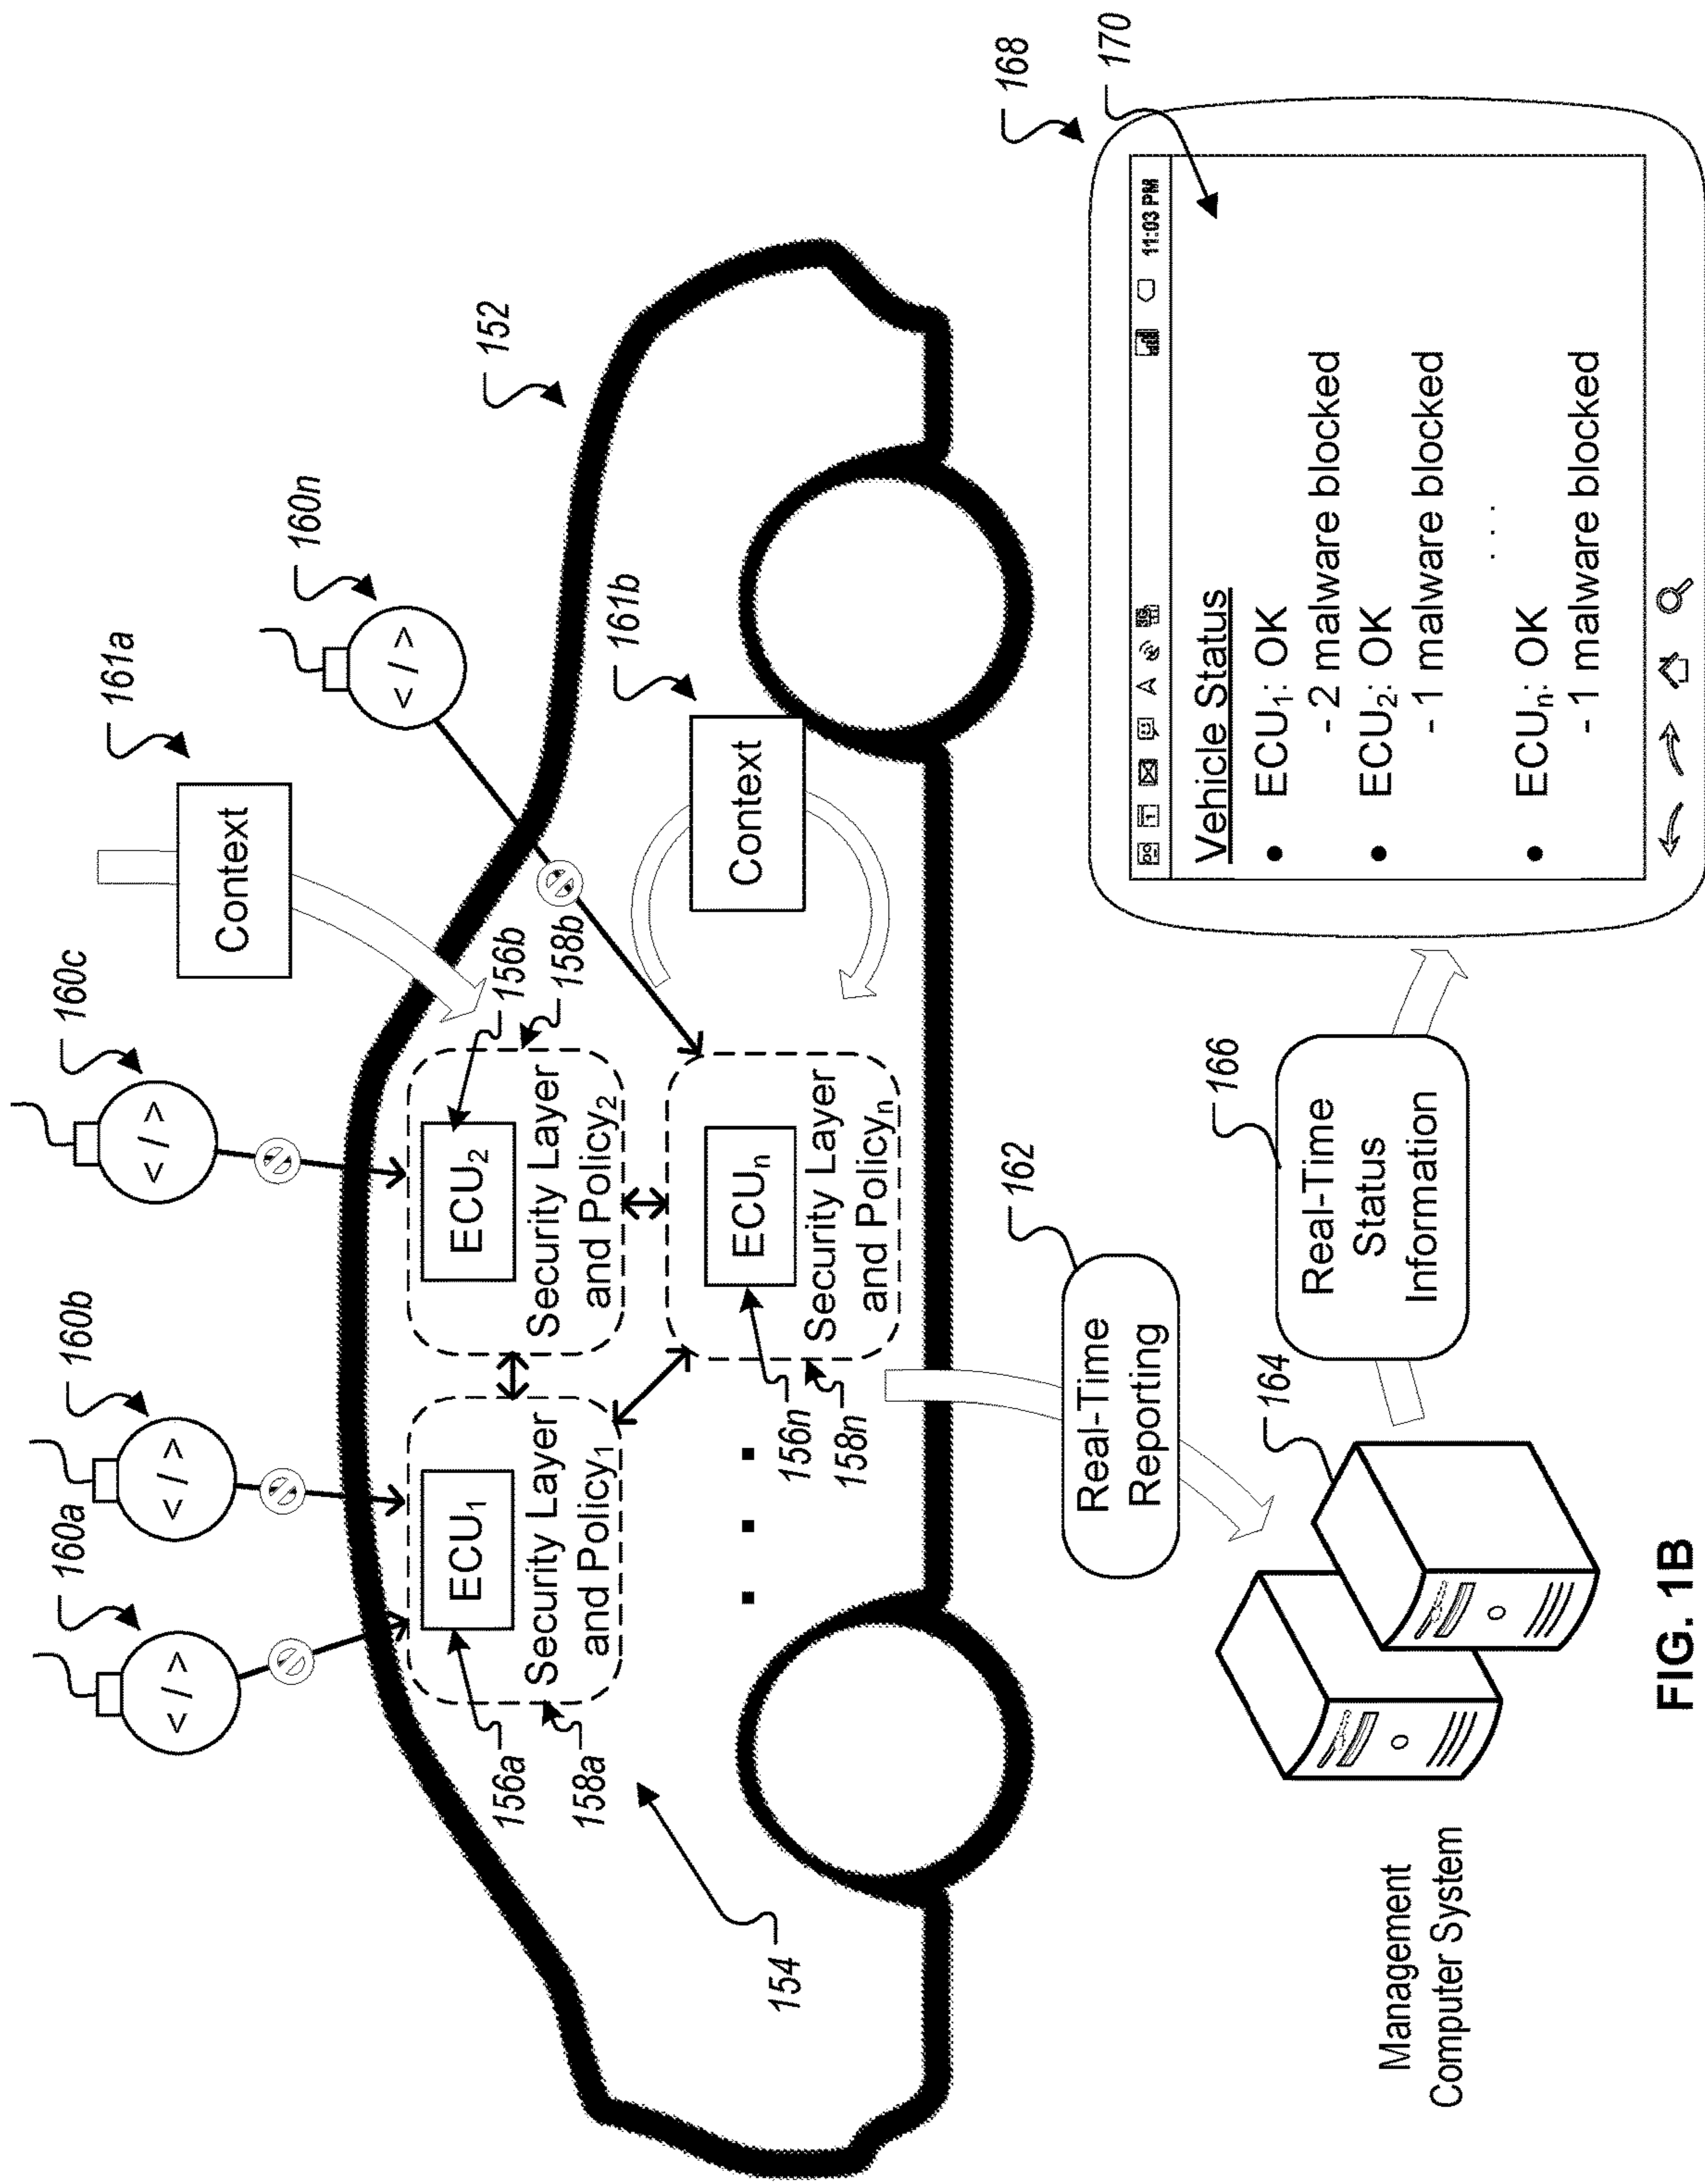 160a
160b
160c
161a
Context
160n
152
</>
</>
</>
</>
156a
158a
ECU₁
Security Layer
and Policy₁
ECU₂
Security Layer
and Policy₂
156b
158b
161b
Context
154
156n
158n
ECUₙ
Security Layer
and Policyₙ
. . .
162
Real-Time
Reporting
164
Management
Computer System
166
Real-Time
Status
Information
168
170
11:03 PM
Vehicle Status
• ECU₁: OK
- 2 malware blocked
• ECU₂: OK
- 1 malware blocked
. . .
• ECUₙ: OK
- 1 malware blocked
FIG. 1B